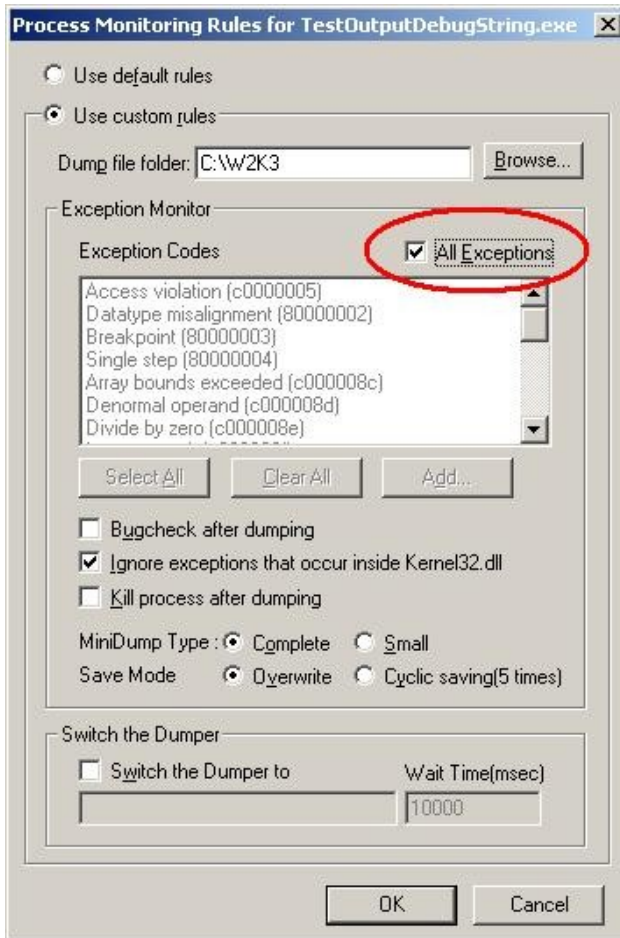 Process Monitoring Rules for TestOutputDebugString.exe
Use default rules
Use custom rules
Dump file folder: C:\W2K3 Browse...
Exception Monitor
Exception Codes All Exceptions
Access violation (c0000005)
Datatype misalignment (80000002)
Breakpoint (80000003)
Single step (80000004)
Array bounds exceeded (c000008c)
Denormal operand (c000008d)
Divide by zero (c000008e)
Select All Clear All Add...
Bugcheck after dumping
Ignore exceptions that occur inside Kernel32.dll
Kill process after dumping
MiniDump Type : Complete Small
Save Mode Overwrite Cyclic saving(5 times)
Switch the Dumper
Switch the Dumper to Wait Time(msec)
10000
OK Cancel